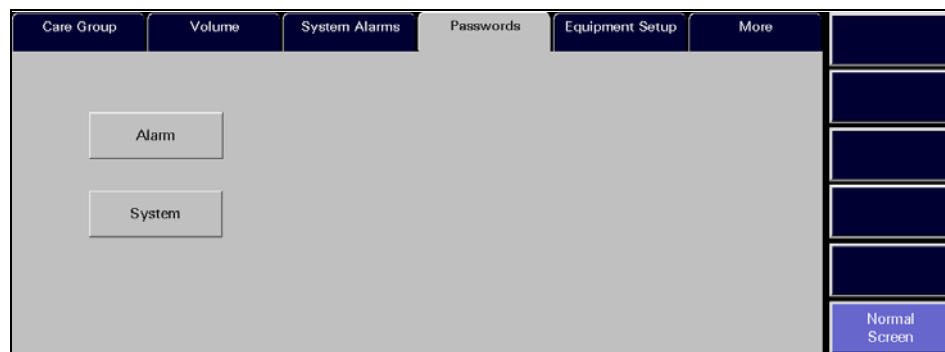 Care Group Volume System Alarms Passwords Equipment Setup More
Alarm
System
Normal
Screen